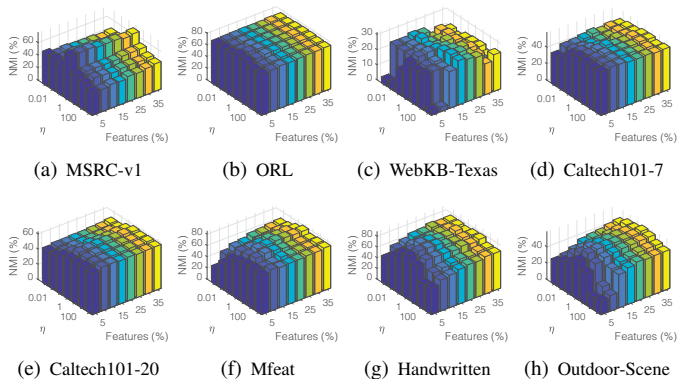 NMI (%) 60 40 20 0 0.01 1 100 η 5 15 25 35 Features (%)
NMI (%) 80 60 40 20 0 0.01 1 100 η 5 15 25 35 Features (%)
NMI (%) 30 20 10 0 0.01 1 100 η 5 15 25 35 Features (%)
NMI (%) 40 20 0 0.01 1 100 η 5 15 25 35 Features (%)
(a) MSRC-v1 (b) ORL (c) WebKB-Texas (d) Caltech101-7
NMI (%) 60 40 20 0 0.01 1 100 η 5 15 25 35 Features (%)
NMI (%) 80 60 40 20 0 0.01 1 100 η 5 15 25 35 Features (%)
NMI (%) 80 60 40 20 0 0.01 1 100 η 5 15 25 35 Features (%)
NMI (%) 40 20 0 0.01 1 100 η 5 15 25 35 Features (%)
(e) Caltech101-20 (f) Mfeat (g) Handwritten (h) Outdoor-Scene